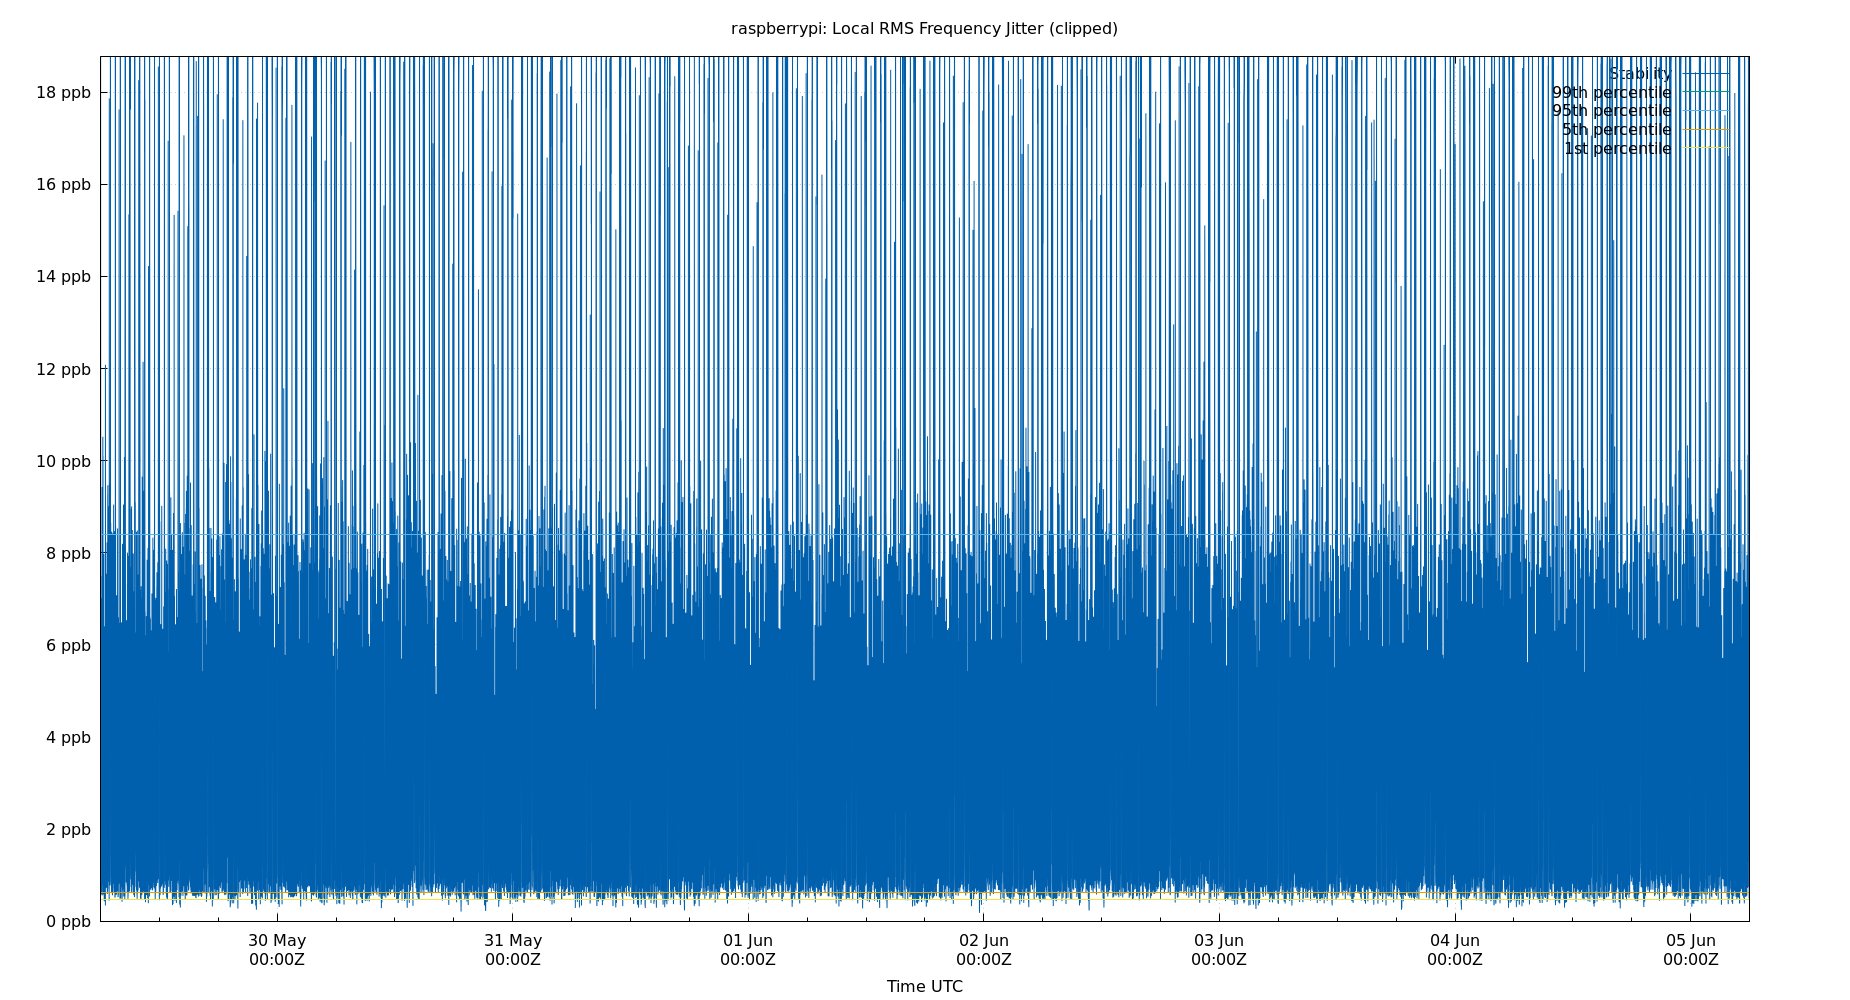 raspberrypi: Local RMS Frequency Jitter (clipped)
18 ppb
16 ppb
14 ppb
12 ppb
10 ppb
8 ppb
6 ppb
4 ppb
2 ppb
0 ppb
Stability
99th percentile
95th percentile
5th percentile
1st percentile
30 May
00:00Z
31 May
00:00Z
01 Jun
00:00Z
02 Jun
00:00Z
03 Jun
00:00Z
04 Jun
00:00Z
05 Jun
00:00Z
Time UTC